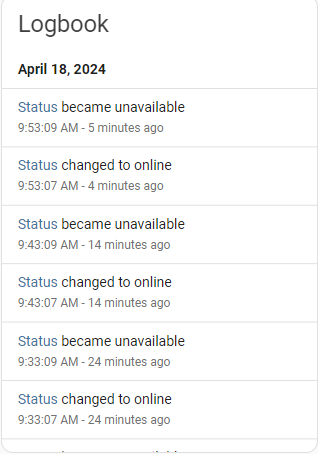 Logbook
April 18, 2024
Status became unavailable
9:53:09 AM - 5 minutes ago
Status changed to online
9:53:07 AM - 4 minutes ago
Status became unavailable
9:43:09 AM - 14 minutes ago
Status changed to online
9:43:07 AM - 14 minutes ago
Status became unavailable
9:33:09 AM - 24 minutes ago
Status changed to online
9:33:07 AM - 24 minutes ago